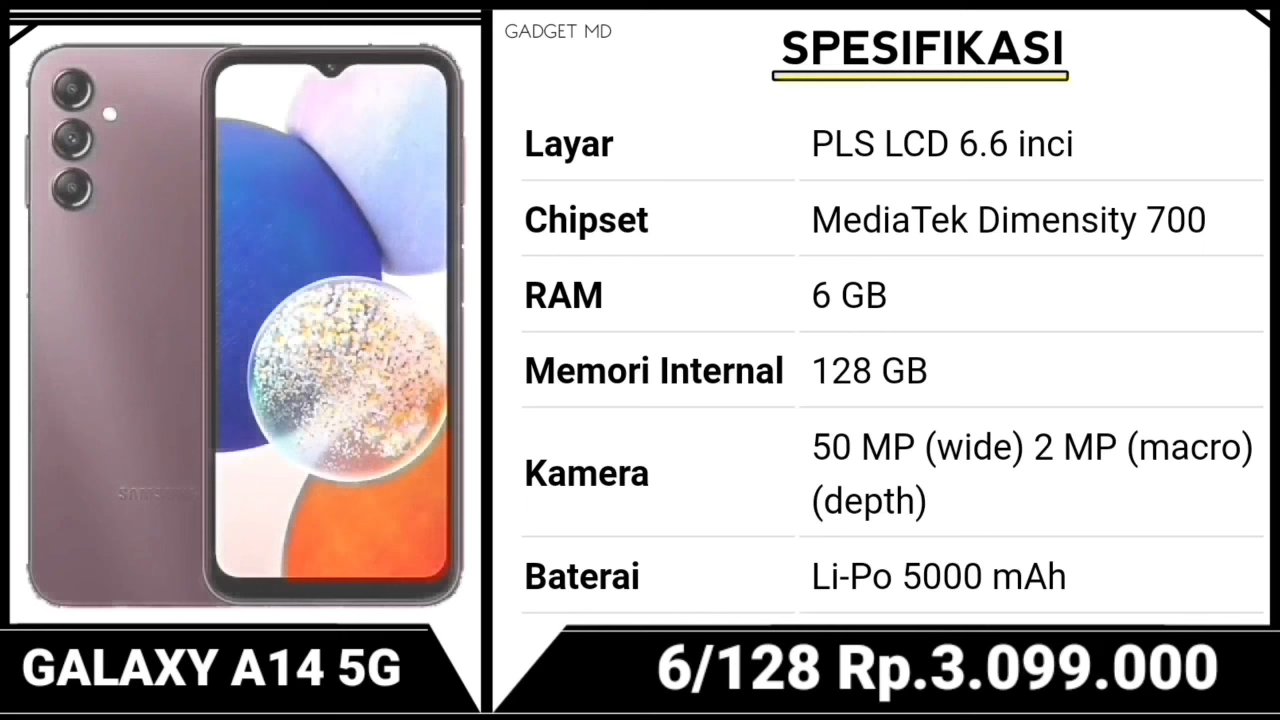 GADGET MD
SPESIFIKASI
Layar PLS LCD 6.6 inci
Chipset MediaTek Dimensity 700
RAM 6 GB
Memori Internal 128 GB
Kamera 50 MP (wide) 2 MP (macro)
(depth)
Baterai Li-Po 5000 mAh
SAMSUNG
GALAXY A14 5G
6/128 Rp.3.099.000